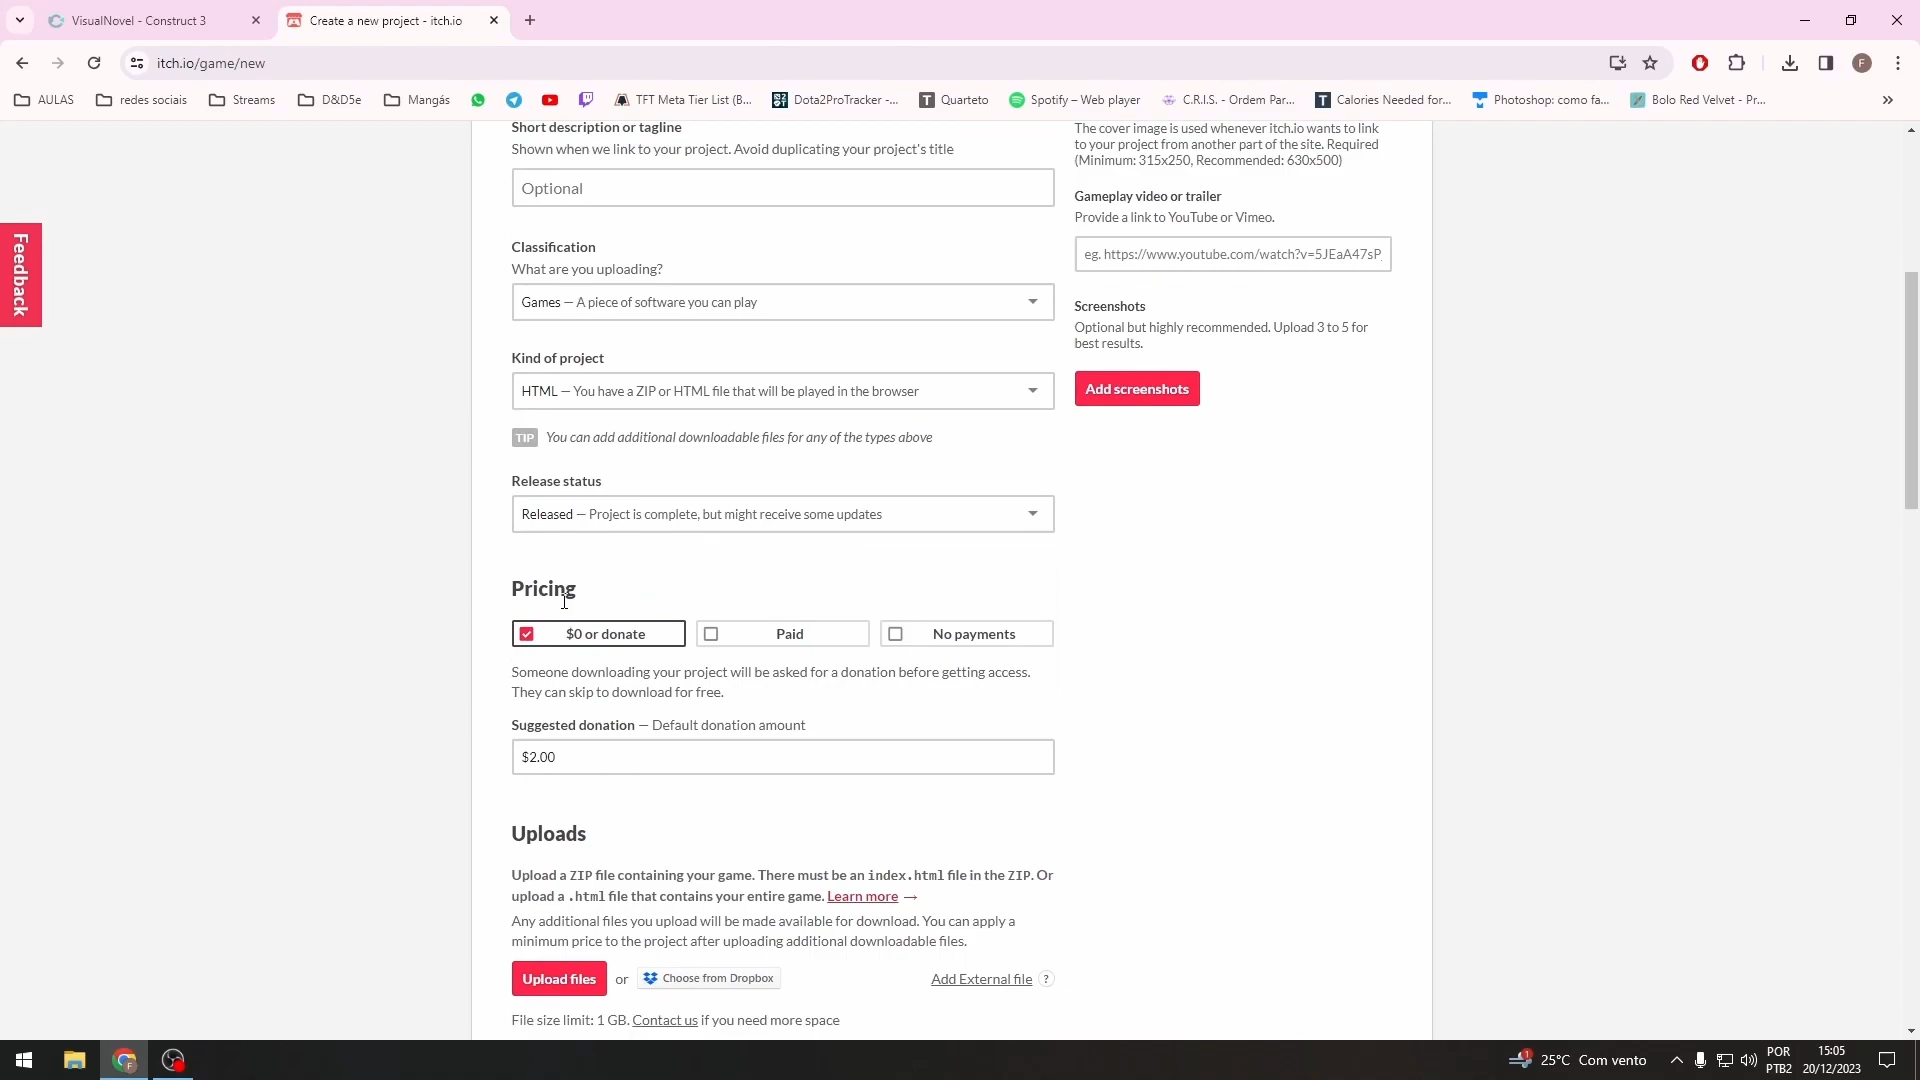 VisualNovel - Construct 3
Create a new project - itch.io
itch.io/game/new
F
AULAS
redes sociais
Streams
D&D5e
Mangás
TFT Meta Tier List (B...
Dota2ProTracker -...
T Quarteto
Spotify – Web player
C.R.I.S. - Ordem Par...
T Calories Needed for...
Photoshop: como fa...
Bolo Red Velvet - Pr...
Feedback
Short description or tagline
Shown when we link to your project. Avoid duplicating your project's title
Optional
Classification
What are you uploading?
Games — A piece of software you can play
Kind of project
HTML — You have a ZIP or HTML file that will be played in the browser
TIP You can add additional downloadable files for any of the types above
Release status
Released — Project is complete, but might receive some updates
Pricing
$0 or donate
Paid
No payments
Someone downloading your project will be asked for a donation before getting access.
They can skip to download for free.
Suggested donation — Default donation amount
$2.00
Uploads
Upload a ZIP file containing your game. There must be an index.html file in the ZIP. Or
upload a .html file that contains your entire game. Learn more →
Any additional files you upload will be made available for download. You can apply a
minimum price to the project after uploading additional downloadable files.
Upload files or Choose from Dropbox
Add External file ?
File size limit: 1 GB. Contact us if you need more space
The cover image is used whenever itch.io wants to link
to your project from another part of the site. Required
(Minimum: 315x250, Recommended: 630x500)
Gameplay video or trailer
Provide a link to YouTube or Vimeo.
eg. https://www.youtube.com/watch?v=5JEaA47sP
Screenshots
Optional but highly recommended. Upload 3 to 5 for
best results.
Add screenshots
F
1
25°C Com vento
POR
PTB2
15:05
20/12/2023